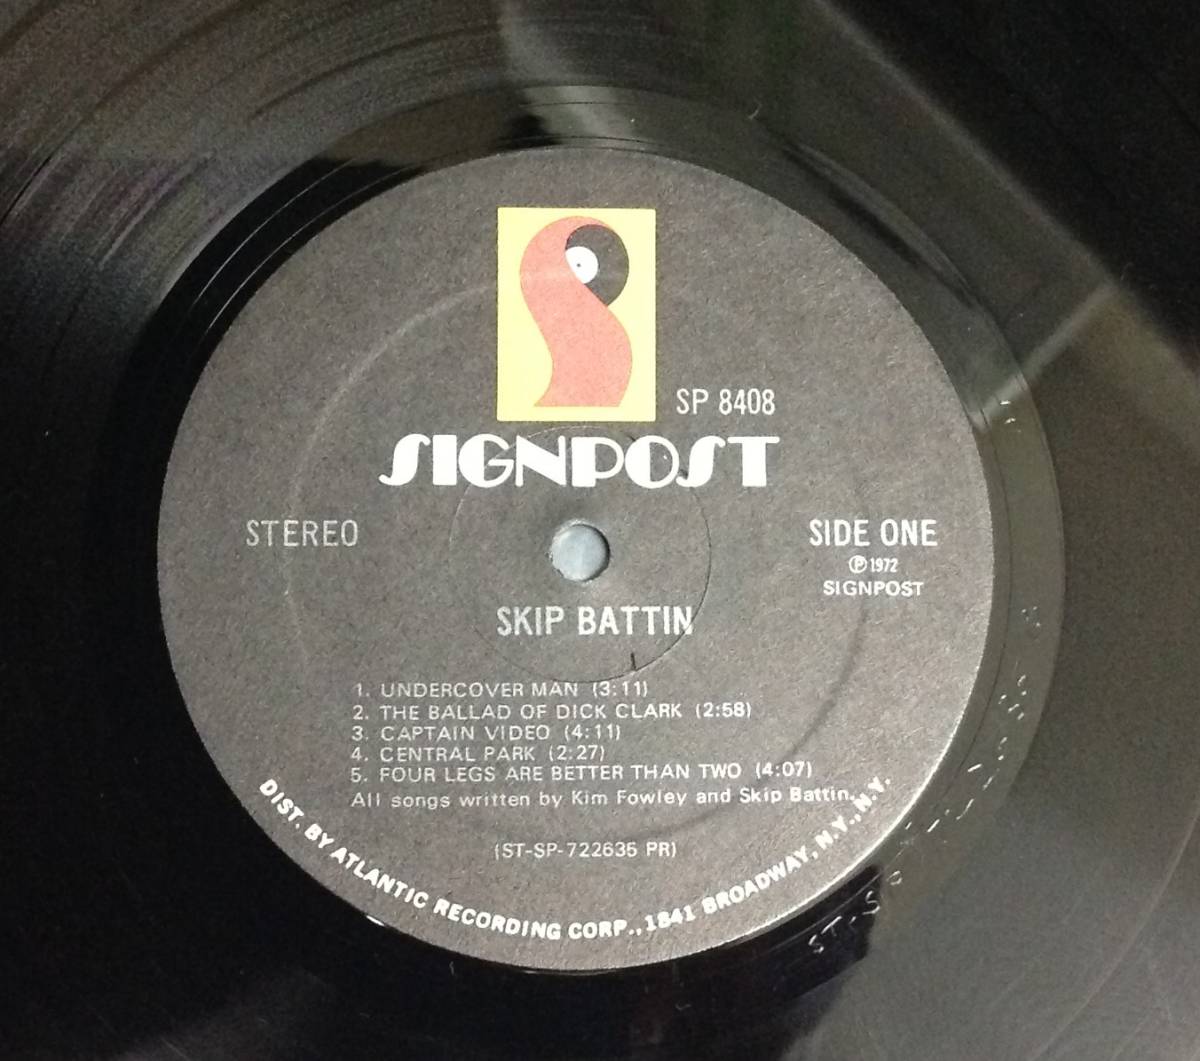 SP 8408
SIGNPOST
STEREO
SIDE ONE
℗ 1972
SIGNPOST
SKIP BATTIN
1. UNDERCOVER MAN (3:11)
2. THE BALLAD OF DICK CLARK (2:58)
3. CAPTAIN VIDEO (4:11)
4. CENTRAL PARK (2:27)
5. FOUR LEGS ARE BETTER THAN TWO (4:07)
All songs written by Kim Fowley and Skip Battin.
(ST-SP-722635 PR)
DIST. BY ATLANTIC RECORDING CORP., 1841 BROADWAY, N.Y., N.Y.